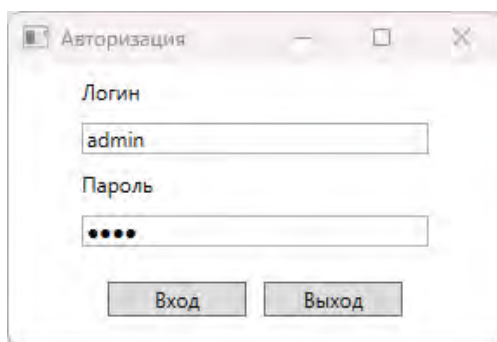 Авторизация
Логин
admin
Пароль
••••
Вход Выход